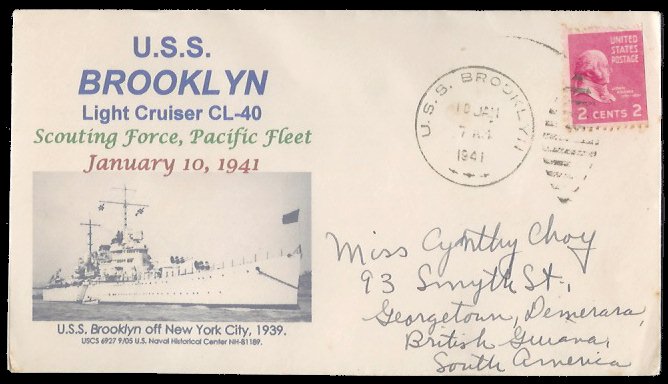 U.S.S.
BROOKLYN
Light Cruiser CL-40
Scouting Force, Pacific Fleet
January 10, 1941
U.S.S. Brooklyn off New York City, 1939.
USCS 6927 9/05 U.S. Naval Historical Center NH-81189.
U.S.S. BROOKLYN
10 JAN
7
1941
UNITED
STATES
POSTAGE
JOHN ADAMS
2 CENTS 2
Miss Cynthy Choy
93 Smyth St.,
Georgetown, Demerara,
British Guiana,
South America